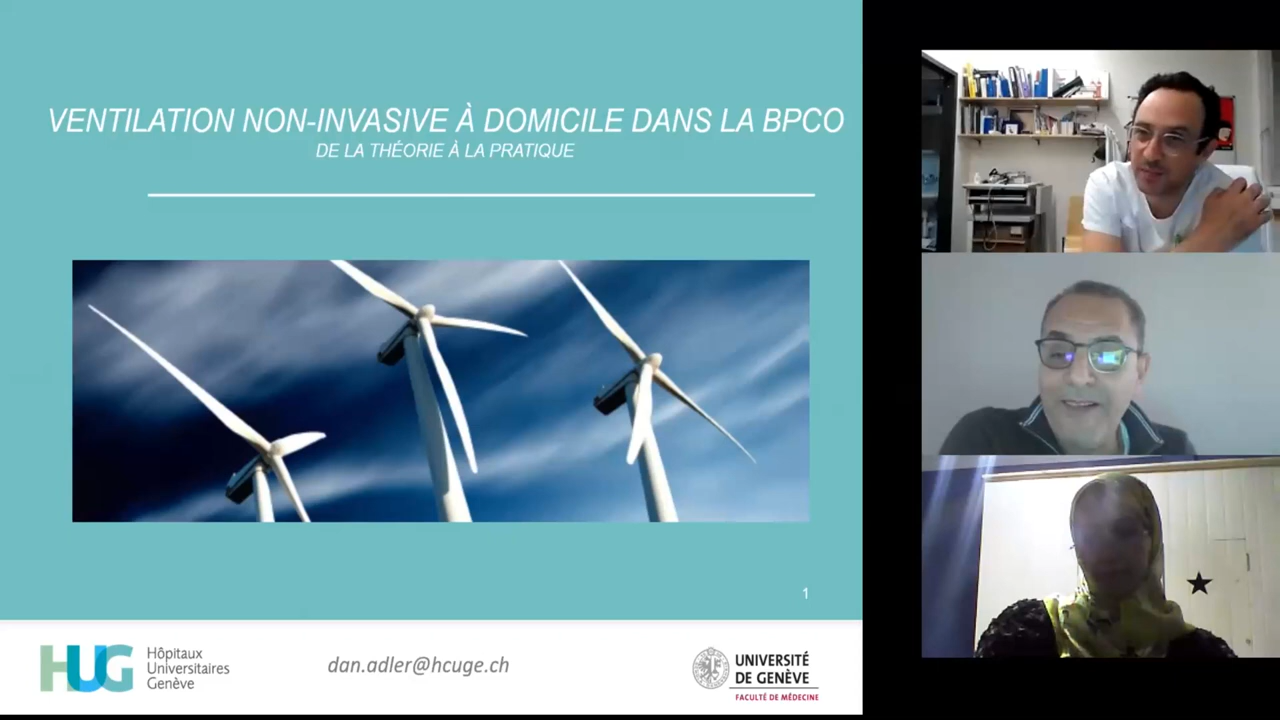 VENTILATION NON-INVASIVE À DOMICILE DANS LA BPCO
DE LA THÉORIE À LA PRATIQUE
1
HUG
Hôpitaux
Universitaires
Genève
dan.adler@hcuge.ch
UNIVERSITÉ
DE GENÈVE
FACULTÉ DE MÉDECINE